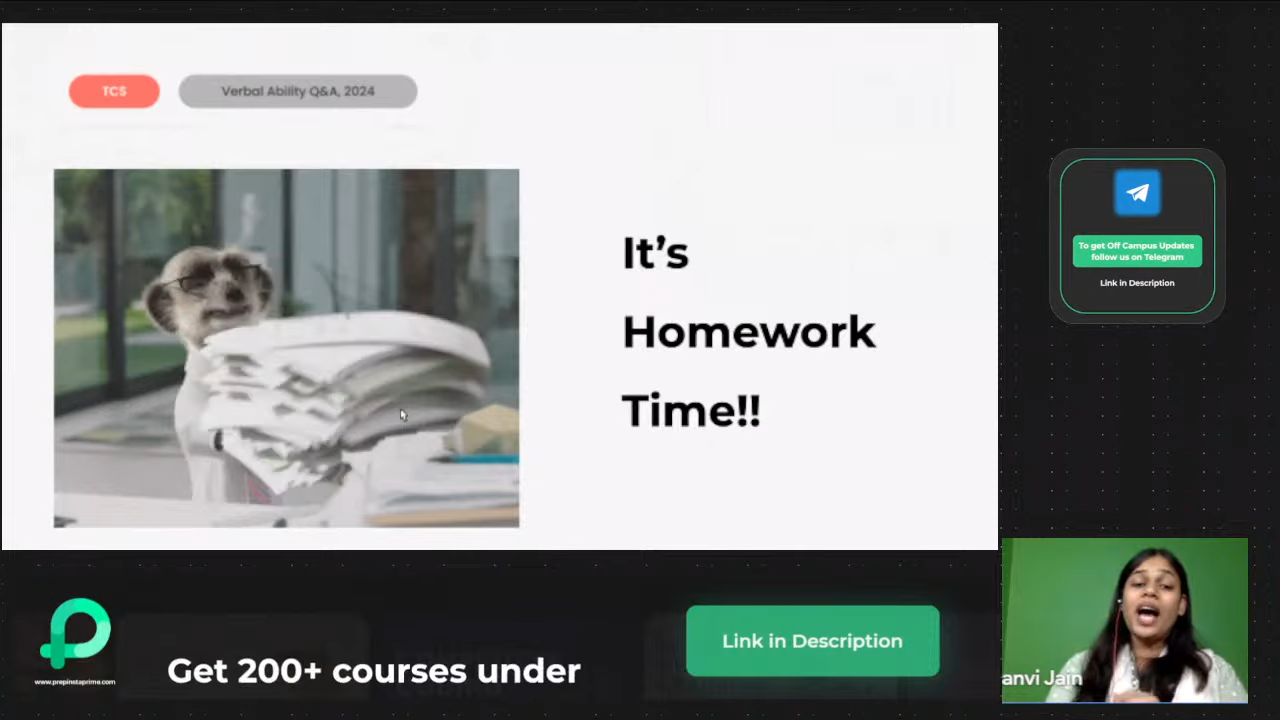 TCS
Verbal Ability Q&A, 2024
It's
Homework
Time!!
To get Off Campus Updates
follow us on Telegram
Link in Description
www.prepinstaprime.com
Get 200+ courses under
Link in Description
anvi Jain